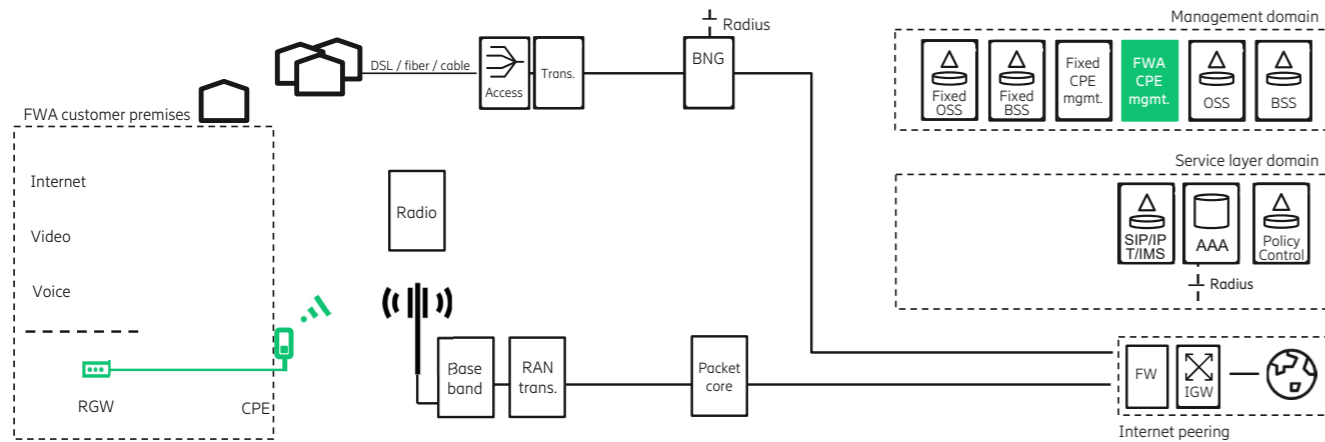 Management domain
Radius
DSL / fiber / cable
Access
Trans.
BNG
Fixed
OSS
Fixed
BSS
Fixed
CPE
mgmt.
FWA
CPE
mgmt.
OSS
BSS
FWA customer premises
Service layer domain
Internet
Video
Voice
Radio
SIP/IP
T/IMS
AAA
Policy
Control
Radius
Base
band
RAN
trans.
Packet
core
FW
IGW
RGW
CPE
Internet peering